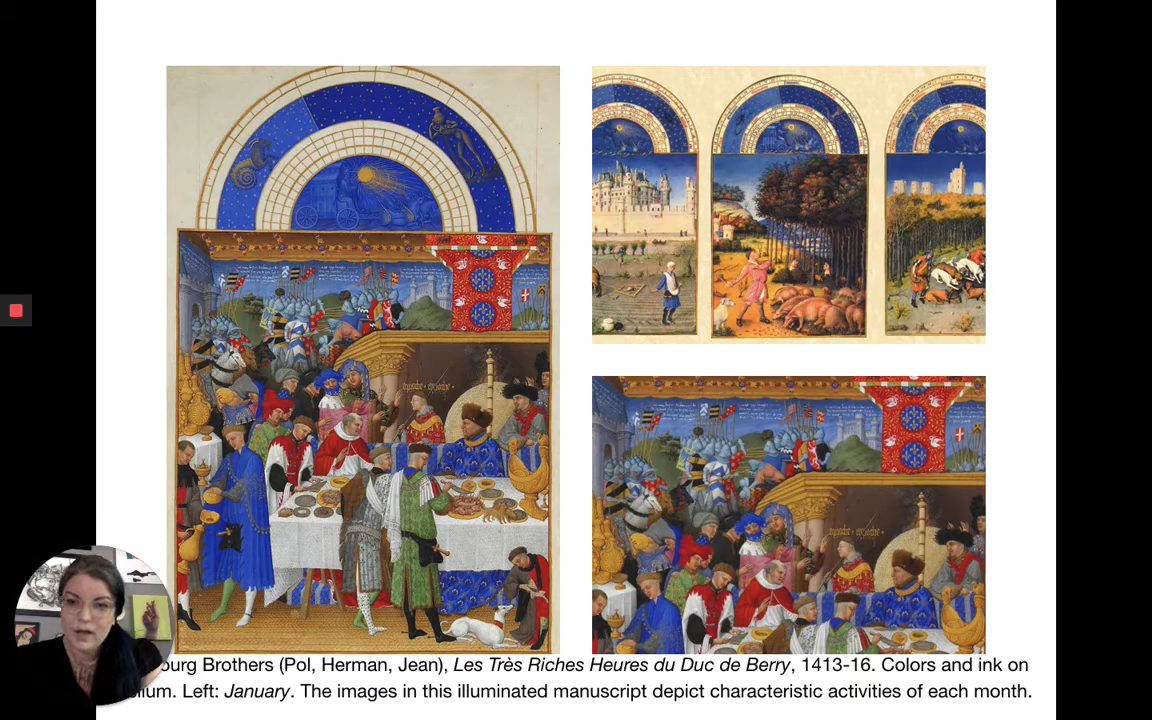 ourg Brothers (Pol, Herman, Jean), Les Très Riches Heures du Duc de Berry, 1413-16. Colors and ink on
Left: January. The images in this illuminated manuscript depict characteristic activities of each month.